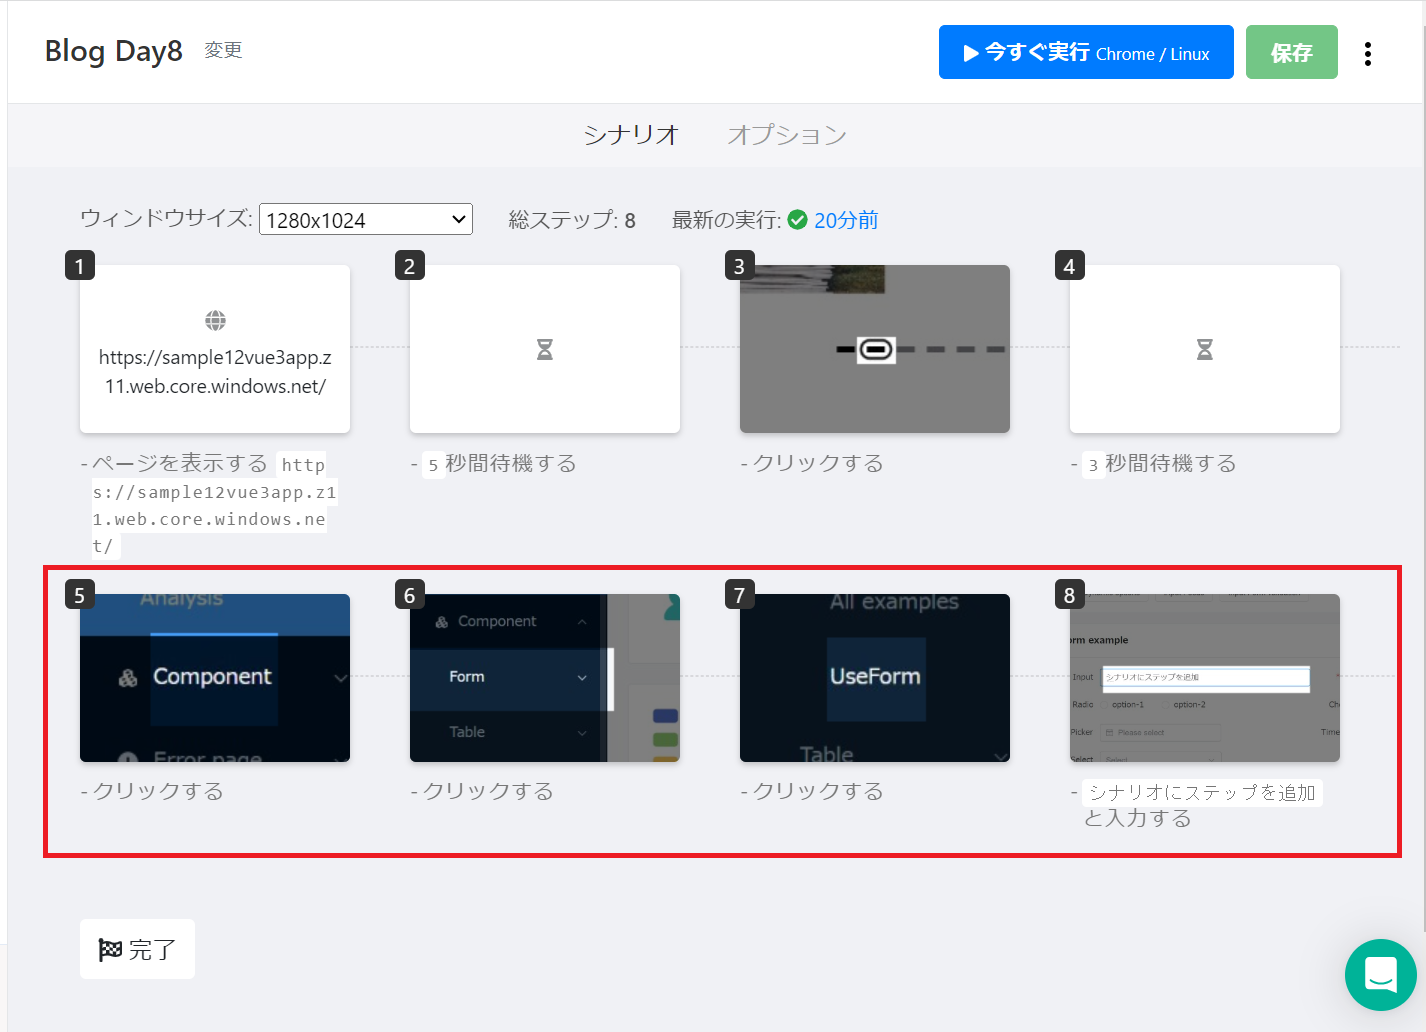 Blog Day8 変更
今すぐ実行 Chrome / Linux
保存
シナリオ オプション
ウィンドウサイズ: 1280x1024 総ステップ: 8 最新の実行: 20分前
1
https://sample12vue3app.z
11.web.core.windows.net/
- ページを表示する http
s://sample12vue3app.z1
1.web.core.windows.ne
t/
2
- 5 秒間待機する
3
- クリックする
4
- 3 秒間待機する
5
Analysis
Component
Error page
- クリックする
6
Component
Form
Table
- クリックする
7
All examples
UseForm
Table
- クリックする
8
orm example
Input シナリオにステップを追加
Radio option-1 option-2 Ch
Picker Please select Time
Select Select
- シナリオにステップを追加
と入力する
完了